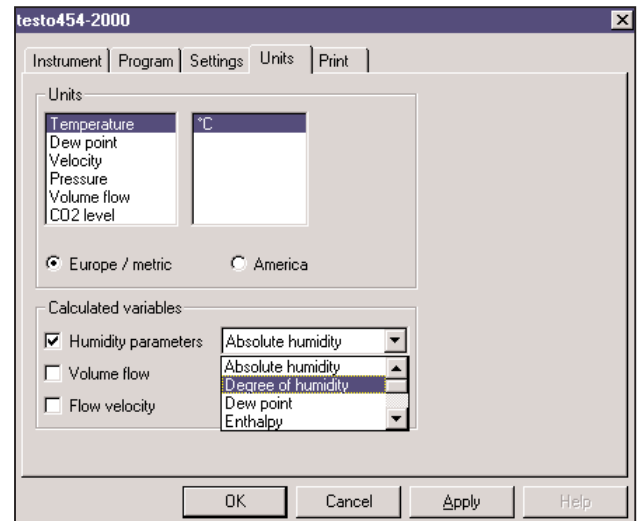 testo454-2000
Instrument Program Settings Units Print
Units
Temperature °C
Dew point
Velocity
Pressure
Volume flow
CO2 level
Europe / metric America
Calculated variables
Humidity parameters Absolute humidity
Absolute humidity
Volume flow Degree of humidity
Dew point
Flow velocity Enthalpy
OK Cancel Apply Help